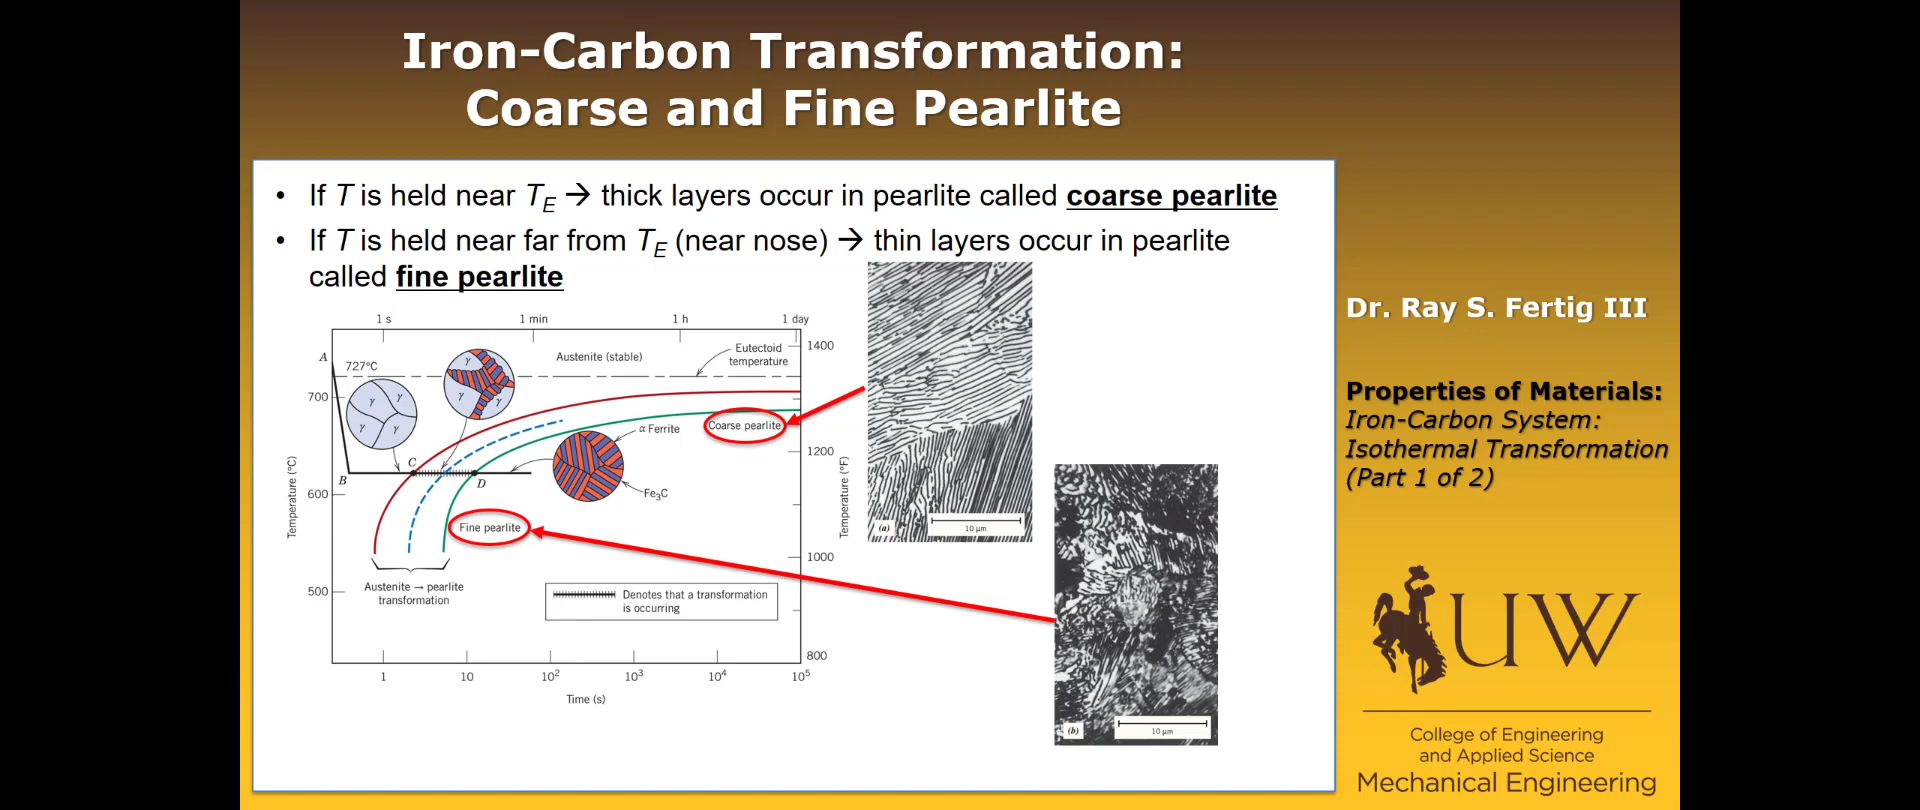 Iron-Carbon Transformation:
Coarse and Fine Pearlite
• If T is held near TE → thick layers occur in pearlite called coarse pearlite
• If T is held near far from TE (near nose) → thin layers occur in pearlite
called fine pearlite
1 s
1 min
1 h
1 day
A
727°C
Austenite (stable)
Eutectoid
temperature
1400
γ
γ
γ
γ
γ
γ
γ
γ
700
α Ferrite
Coarse pearlite
1200
C
B
D
Fe3C
600
Fine pearlite
Temperature (°C)
Temperature (°F)
1000
Austenite → pearlite
transformation
500
Denotes that a transformation
is occurring
800
1
10
10²
10³
10⁴
10⁵
Time (s)
(a)
10 µm
(b)
10 µm
Dr. Ray S. Fertig III
Properties of Materials:
Iron-Carbon System:
Isothermal Transformation
(Part 1 of 2)
UW
College of Engineering
and Applied Science
Mechanical Engineering